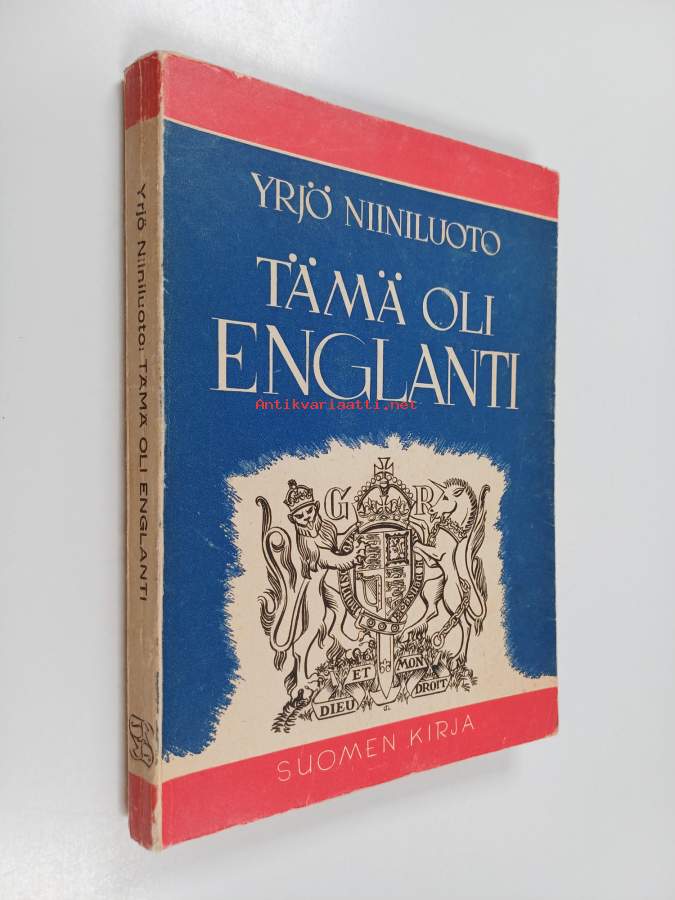 YRJÖ NIINILUOTO
TÄMÄ OLI
ENGLANTI
Antikvariaatti.net
G R
DIEU ET MON DROIT
SUOMEN KIRJA
Yrjö Niiniluoto: TÄMÄ OLI ENGLANTI